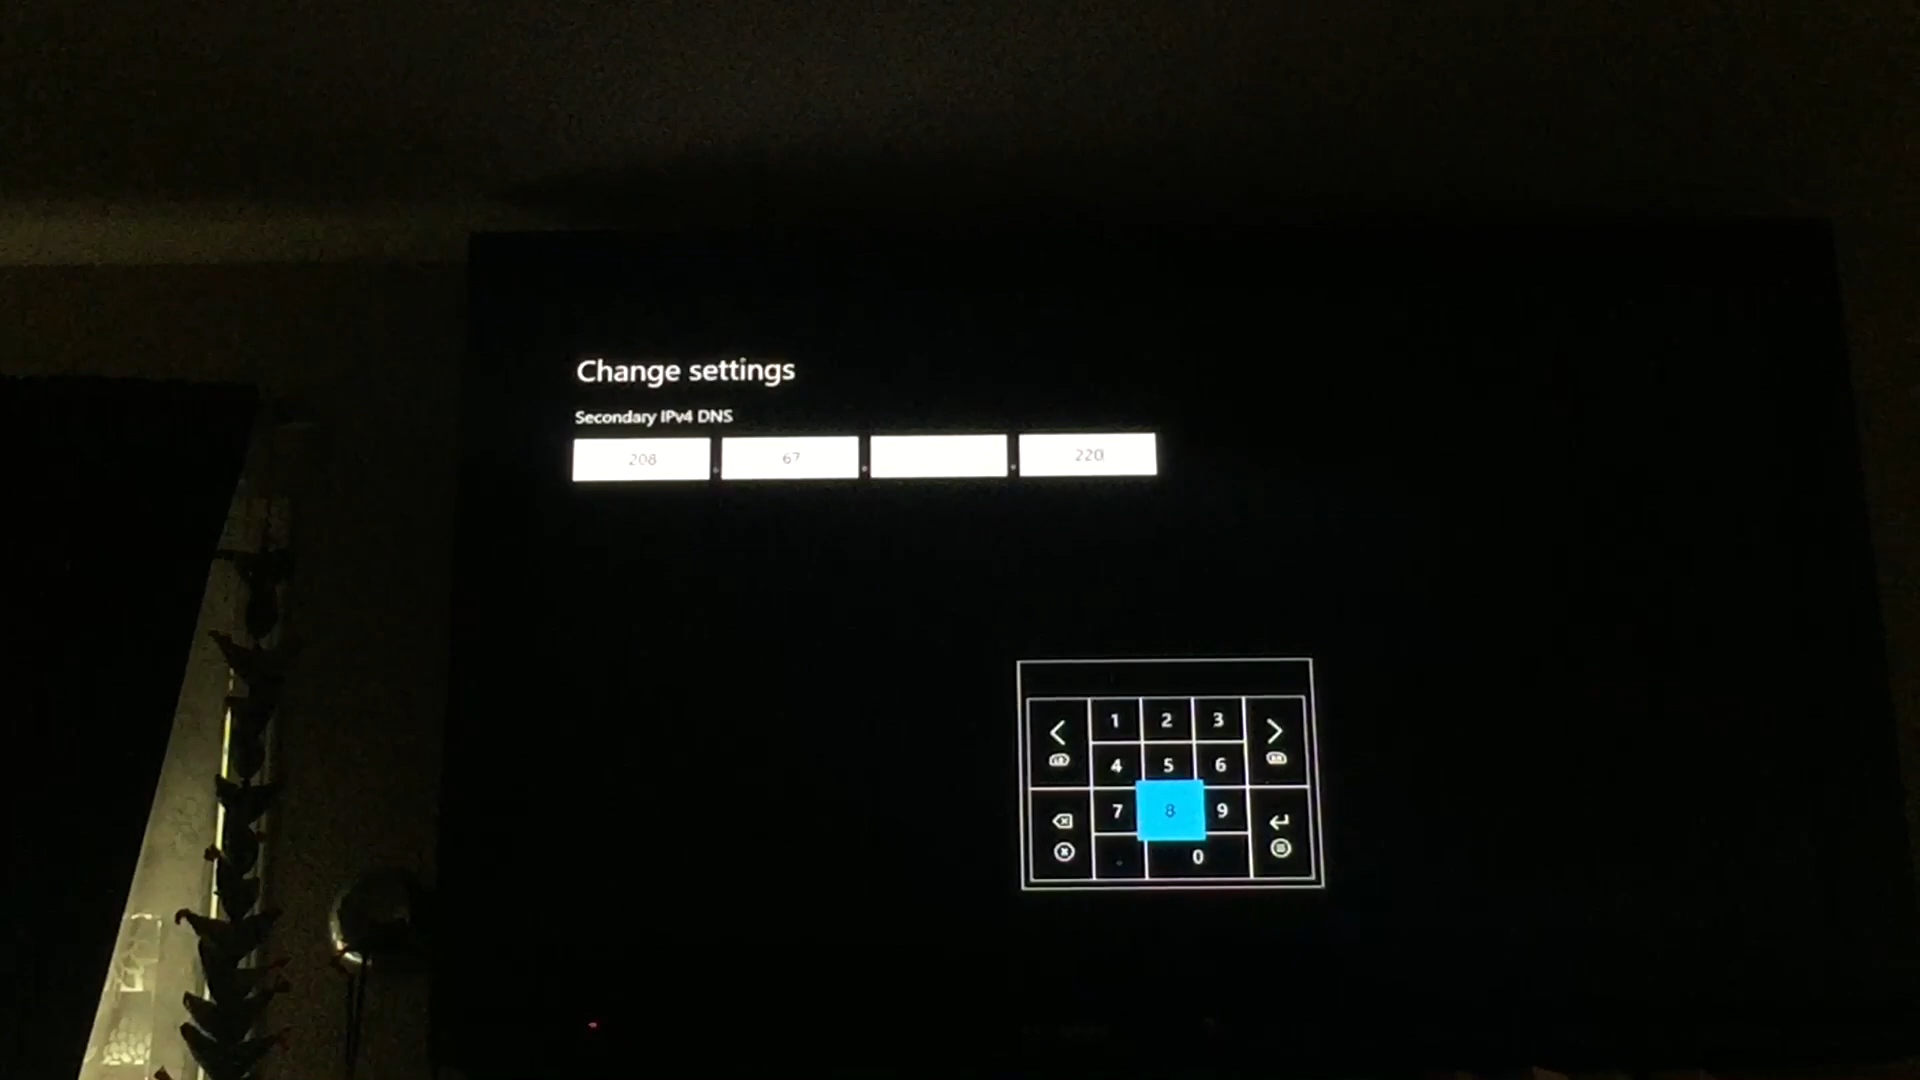 Change settings
Secondary IPv4 DNS
208 . 67 . . 220
1 2 3
4 5 6
7 8 9
. 0